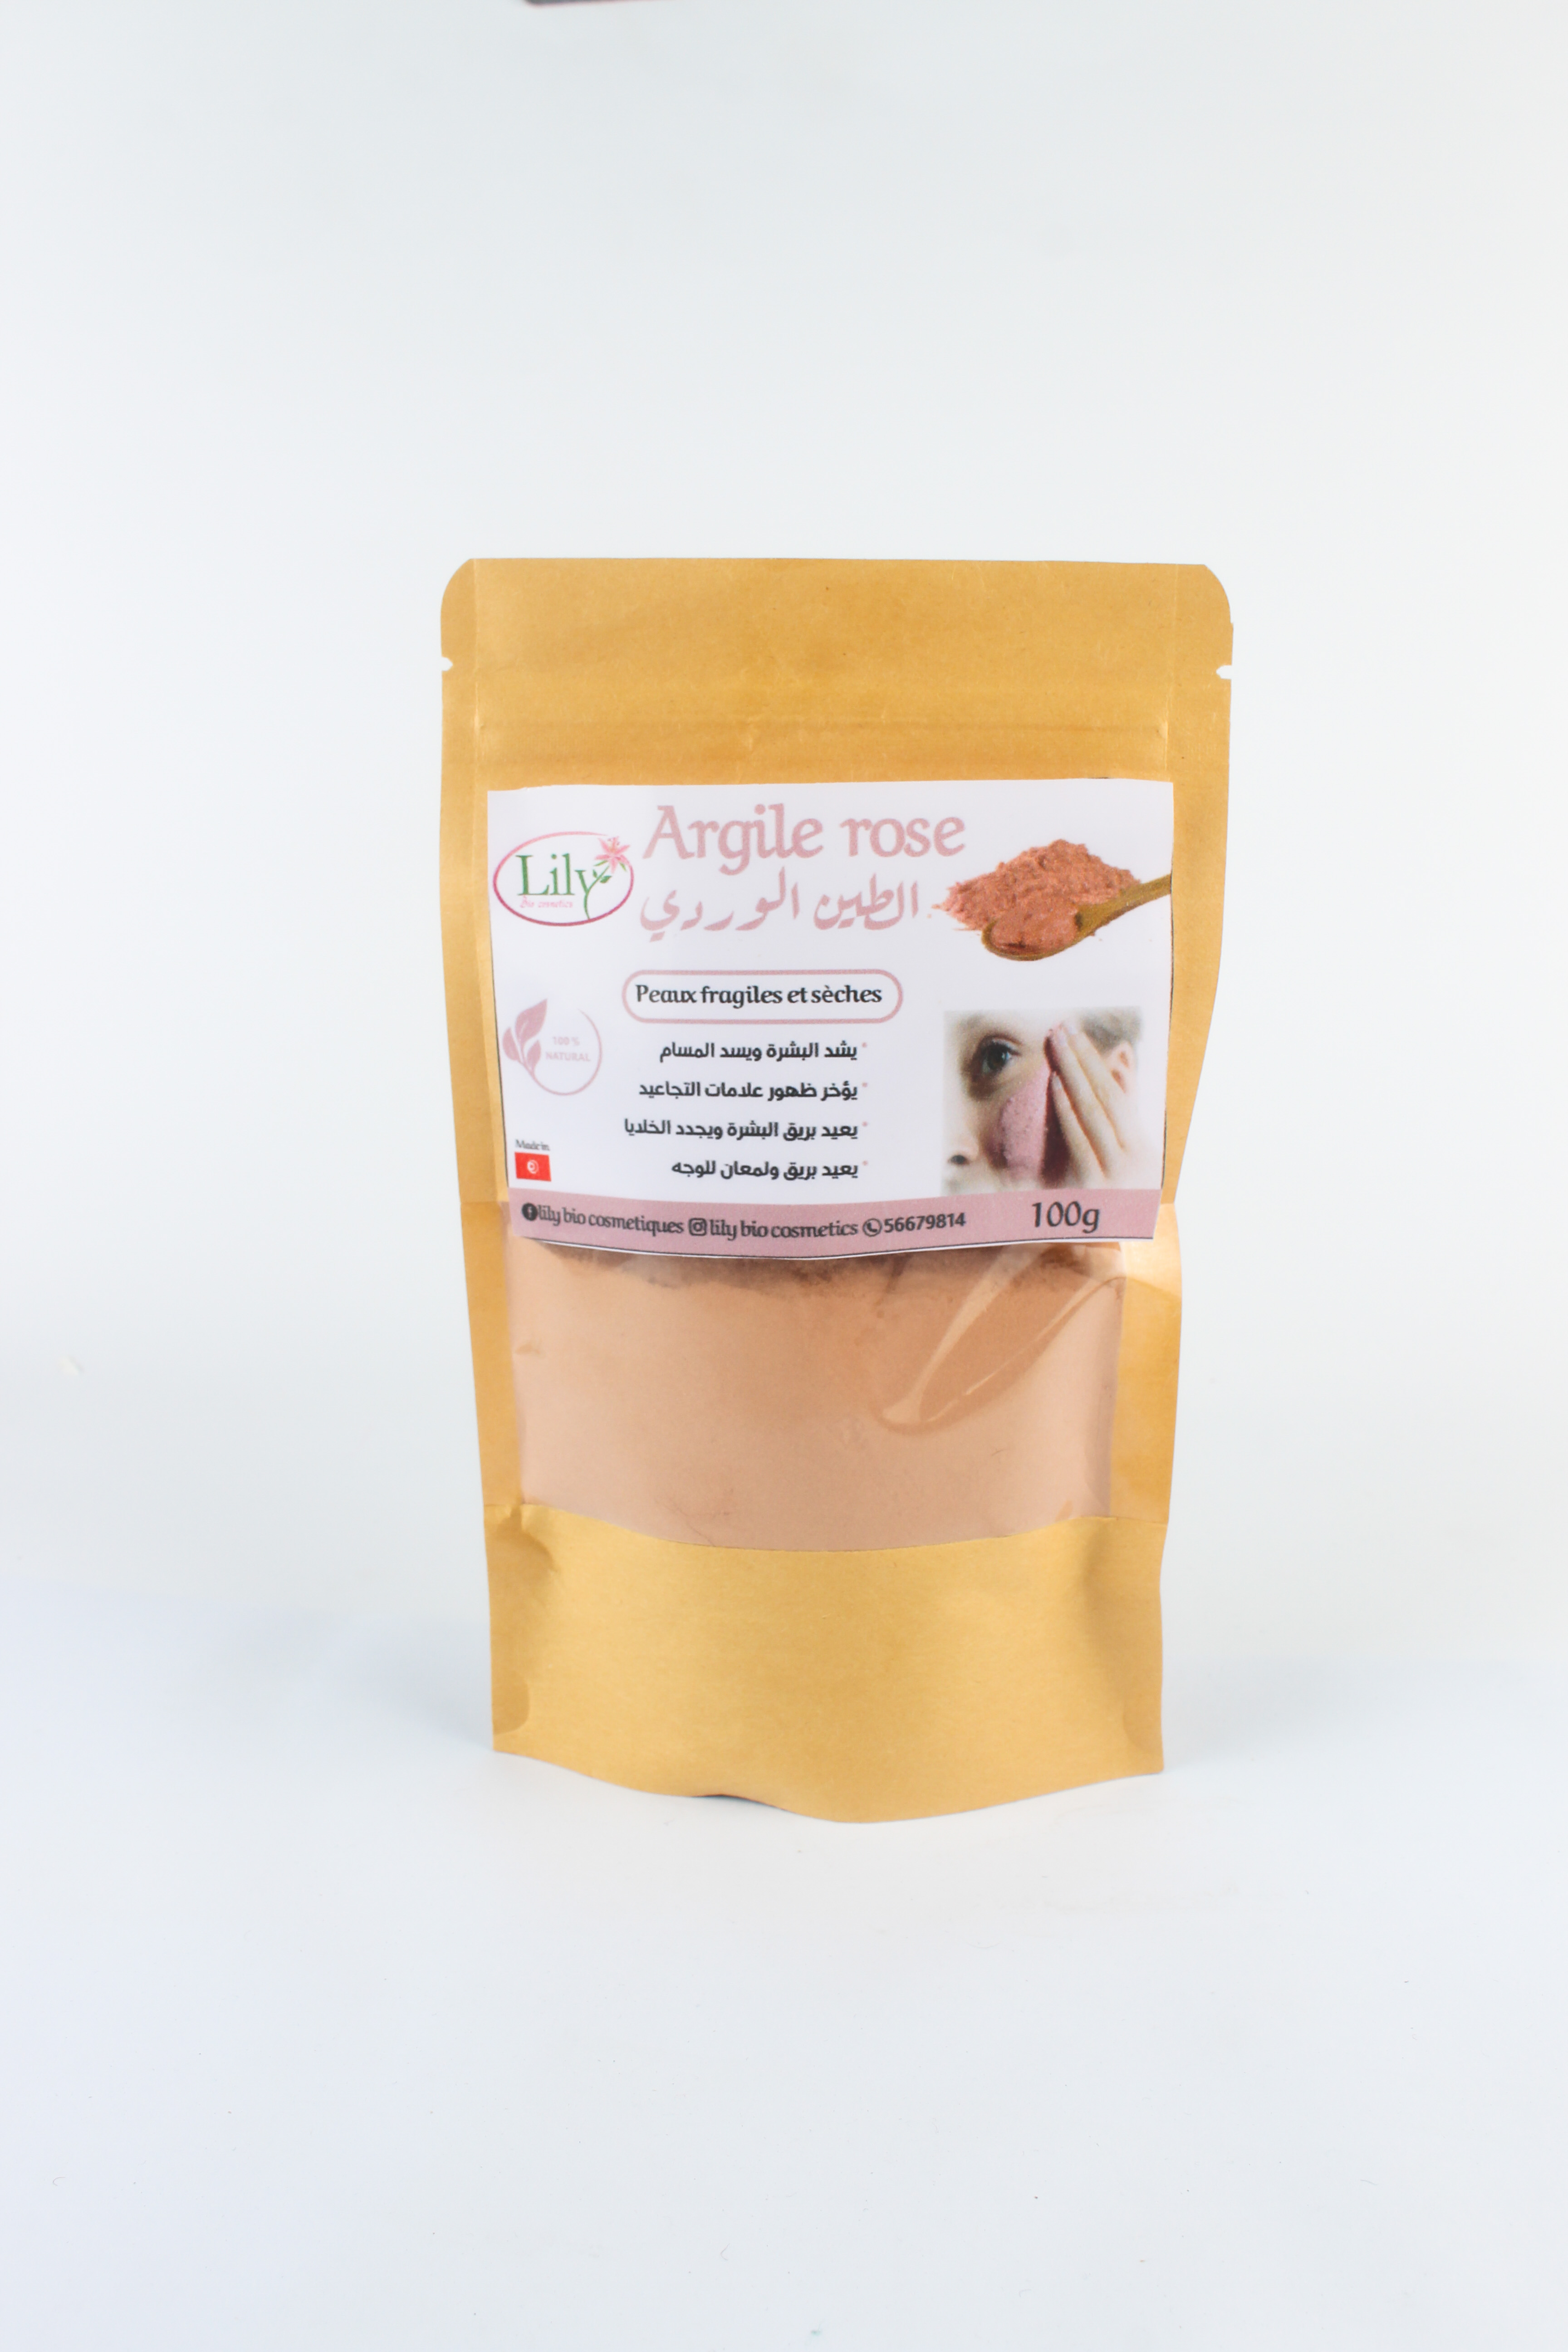 Argile rose
Lily
Bio cosmetics
الطين الوردي
Peaux fragiles et sèches
100%
NATURAL
يشد البشرة ويسد المسام
يؤخر ظهور علامات التجاعيد
يعيد بريق البشرة ويجدد الخلايا
يعيد بريق ولمعان للوجه
Made in
lily bio cosmetiques lily bio cosmetics 56679814 100g